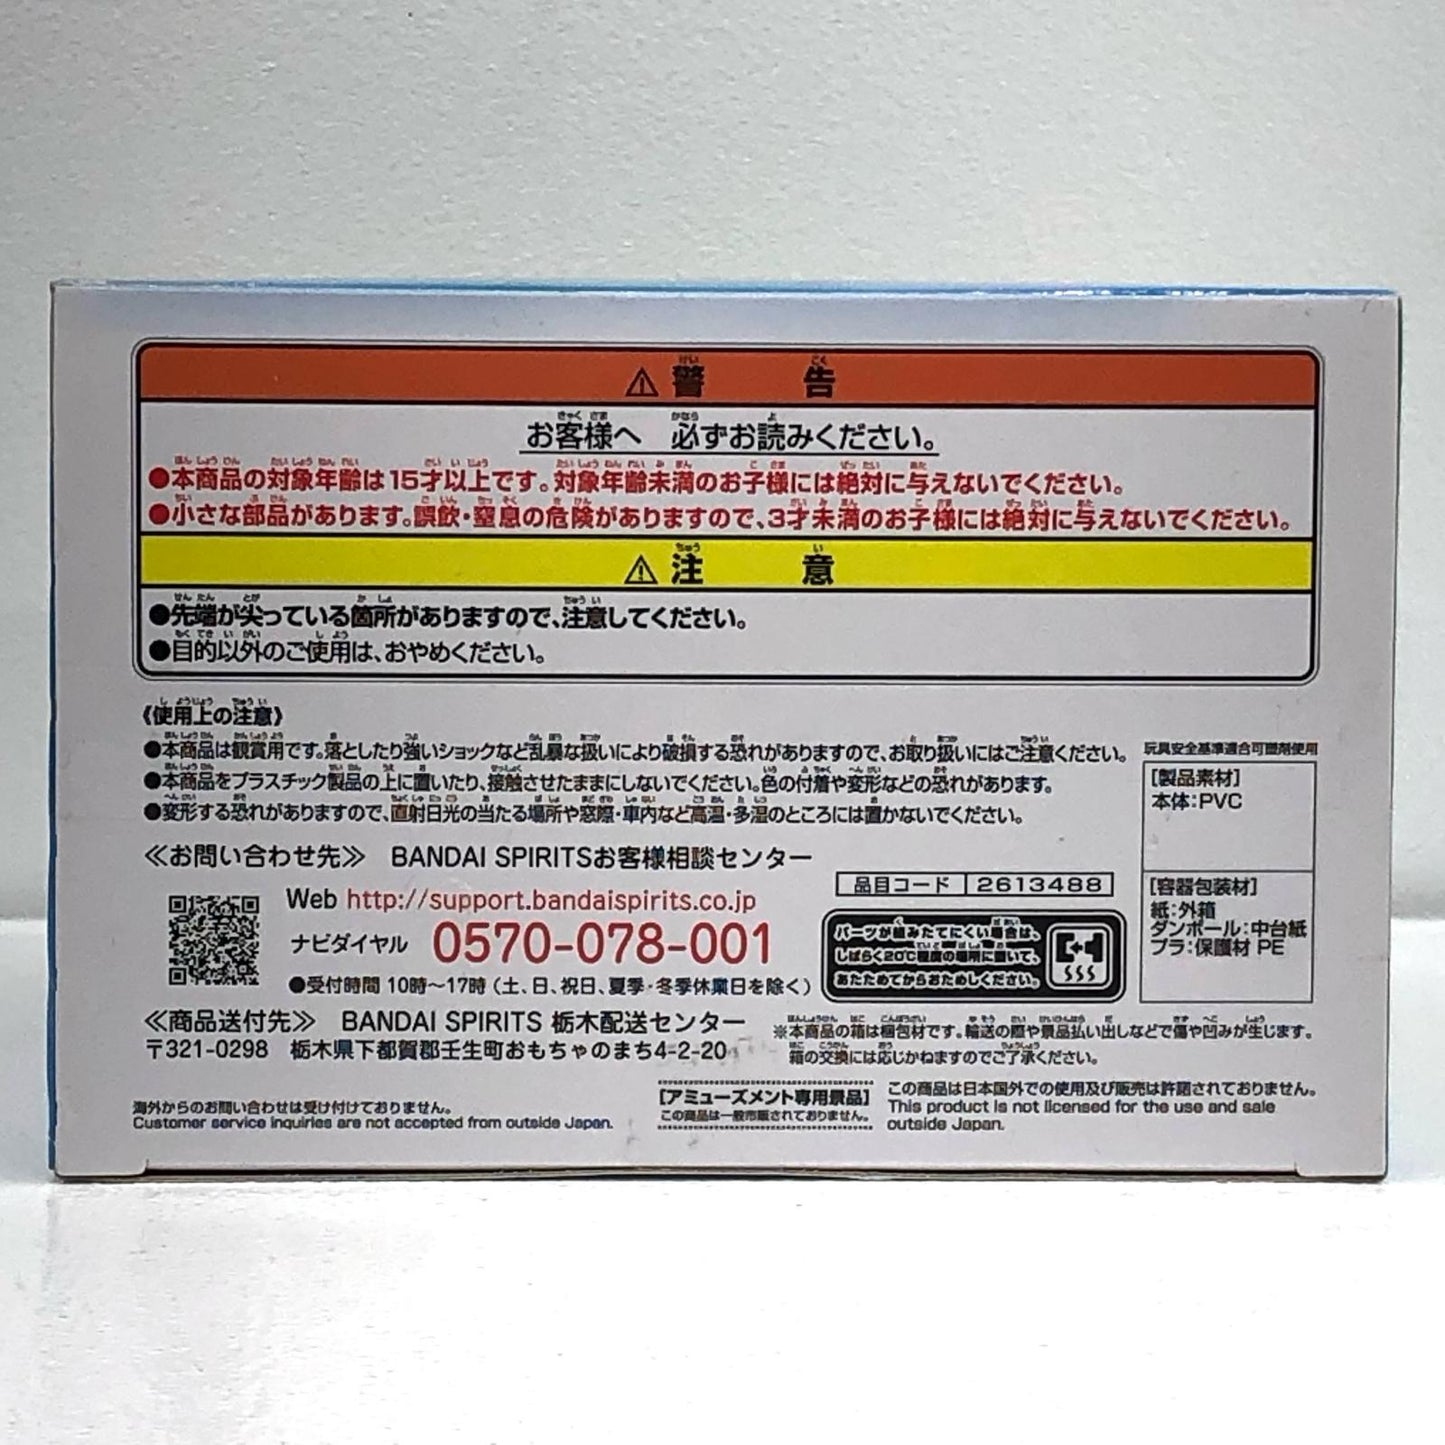 ⚠警告
お客様へ 必ずお読みください。
●本商品の対象年齢は15才以上です。対象年齢未満のお子様には絶対に与えないでください。
●小さな部品があります。誤飲・窒息の危険がありますので、3才未満のお子様には絶対に与えないでください。
⚠注意
●先端が尖っている箇所がありますので、注意してください。
●目的以外のご使用は、おやめください。
《使用上の注意》
●本商品は観賞用です。落としたり強いショックなど乱暴な扱いにより破損する恐れがありますので、お取り扱いにはご注意ください。
●本商品をプラスチック製品の上に置いたり、接触させたままにしないでください。色の付着や変形などの恐れがあります。
●変形する恐れがありますので、直射日光の当たる場所や窓際・車内など高温・多湿のところには置かないでください。
玩具安全基準適合可塑剤使用
[製品素材]
本体:PVC
[容器包装材]
紙:外箱
ダンボール:中台紙
プラ:保護材 PE
≪お問い合わせ先≫ BANDAI SPIRITSお客様相談センター
Web http://support.bandaispirits.co.jp
ナビダイヤル 0570-078-001
●受付時間 10時〜17時(土、日、祝日、夏季・冬季休業日を除く)
品目コード 2613488
パーツが組みたてにくい場合は、
しばらく20℃程度の場所に置いて、
あたためてからおためしください。
≪商品送付先≫ BANDAI SPIRITS 栃木配送センター
〒321-0298 栃木県下都賀郡壬生町おもちゃのまち4-2-20
※本商品の箱は梱包材です。輸送の際や景品払い出しなどで傷や凹みが生じます。
箱の交換には応じかねますのでご了承ください。
海外からのお問い合わせは受け付けておりません。
Customer service inquiries are not accepted from outside Japan.
[アミューズメント専用景品]
この商品は一般市販されておりません。
この商品は日本国外での使用及び販売は許諾されておりません。
This product is not licensed for the use and sale
outside Japan.